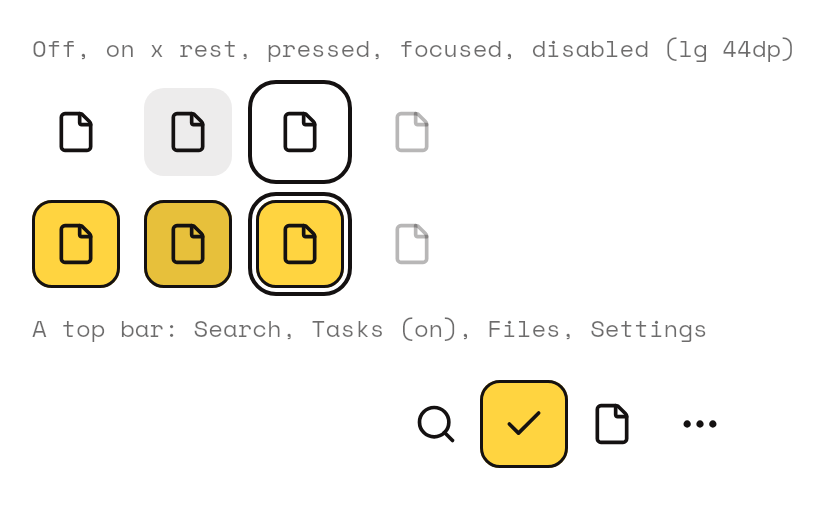 Off, on x rest, pressed, focused, disabled (lg 44dp)
A top bar: Search, Tasks (on), Files, Settings